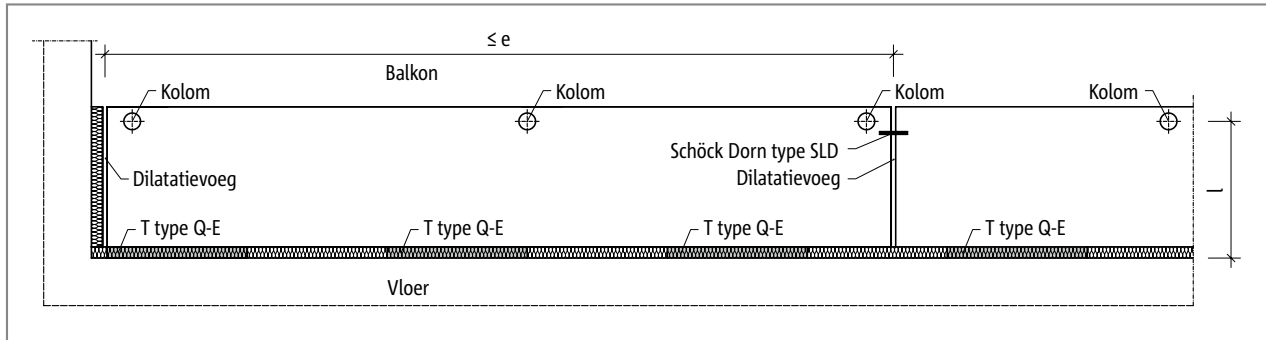 ≤ e
Balkon
Kolom
Kolom
Kolom
Kolom
Schöck Dorn type SLD
Dilatatievoeg
Dilatatievoeg
l
T type Q-E
T type Q-E
T type Q-E
T type Q-E
Vloer